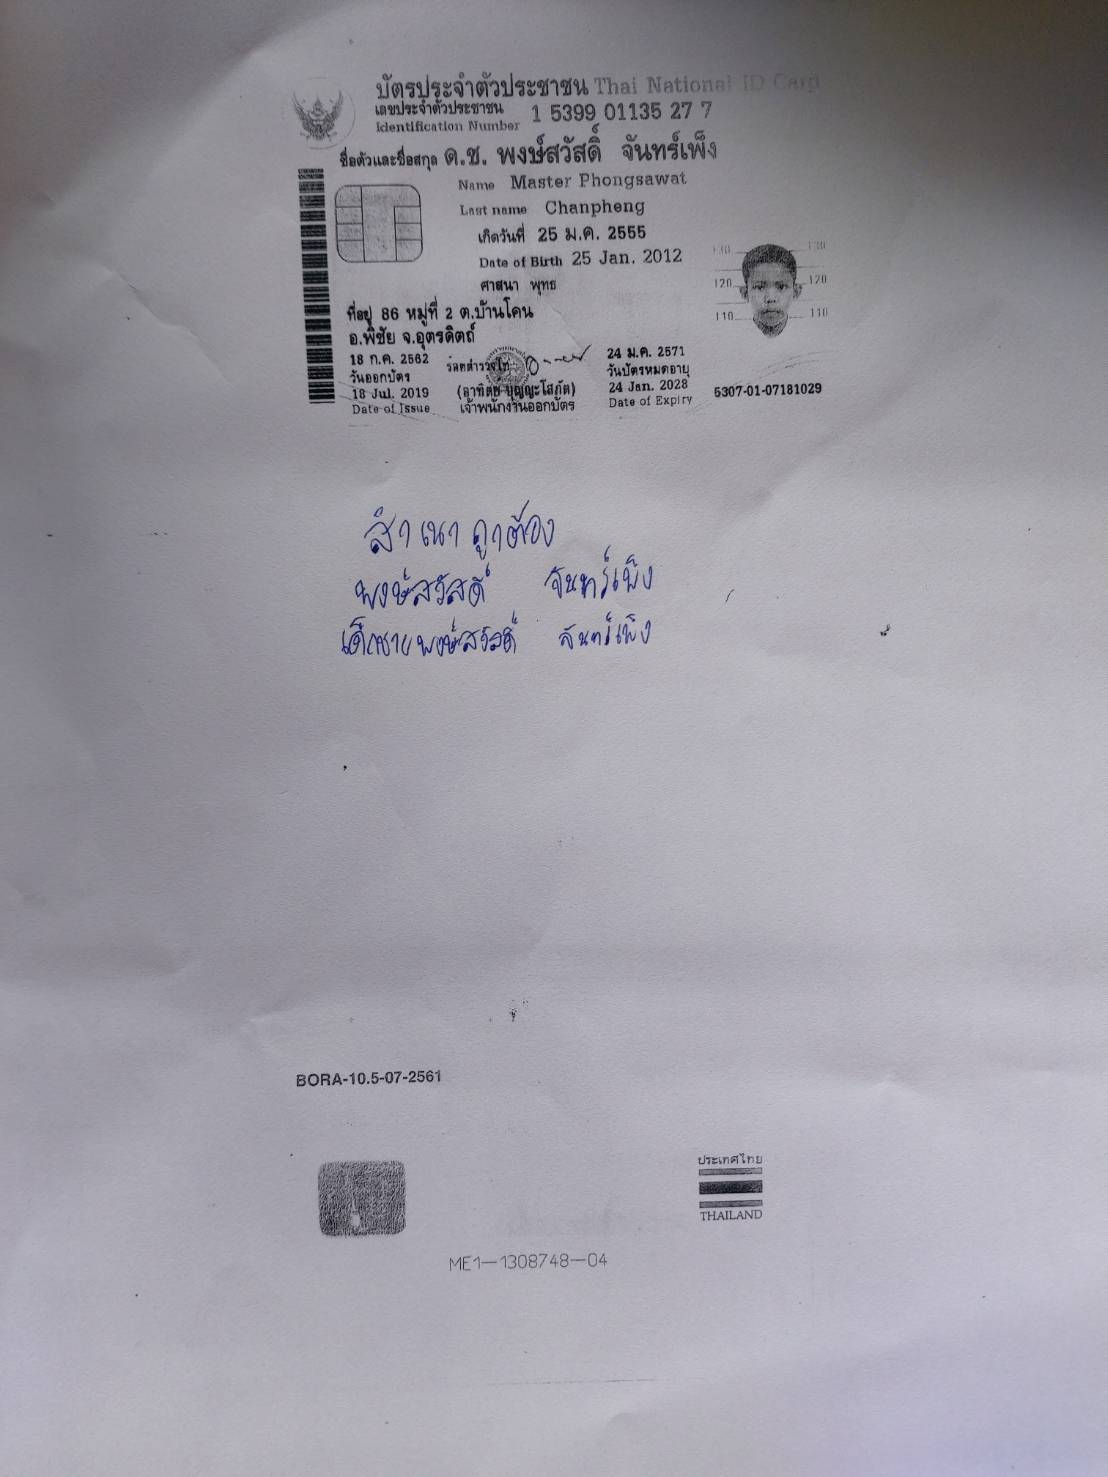 บัตรประจำตัวประชาชน Thai National ID Card
เลขประจำตัวประชาชน
Identification Number 1 5399 01135 27 7
ชื่อตัวและชื่อสกุล ด.ช. พงษ์สวัสดิ์ จันทร์เพ็ง
Name Master Phongsawat
Last name Chanpheng
เกิดวันที่ 25 ม.ค. 2555
Date of Birth 25 Jan. 2012
ศาสนา พุทธ
ที่อยู่ 86 หมู่ที่ 2 ต.บ้านโคน
อ.พิชัย จ.อุตรดิตถ์
18 ก.ค. 2562
วันออกบัตร
18 Jul. 2019
Date of Issue
เจ้าพนักงานออกบัตร
24 ม.ค. 2571
วันบัตรหมดอายุ
24 Jan. 2028
Date of Expiry
130 130
120 120
110 110
5307-01-07181029
สำเนาถูกต้อง
พงษ์สวัสดิ์ จันทร์เพ็ง
เด็กชายพงษ์สวัสดิ์ จันทร์เพ็ง
BORA-10.5-07-2561
ประเทศไทย
THAILAND
ME1-1308748-04